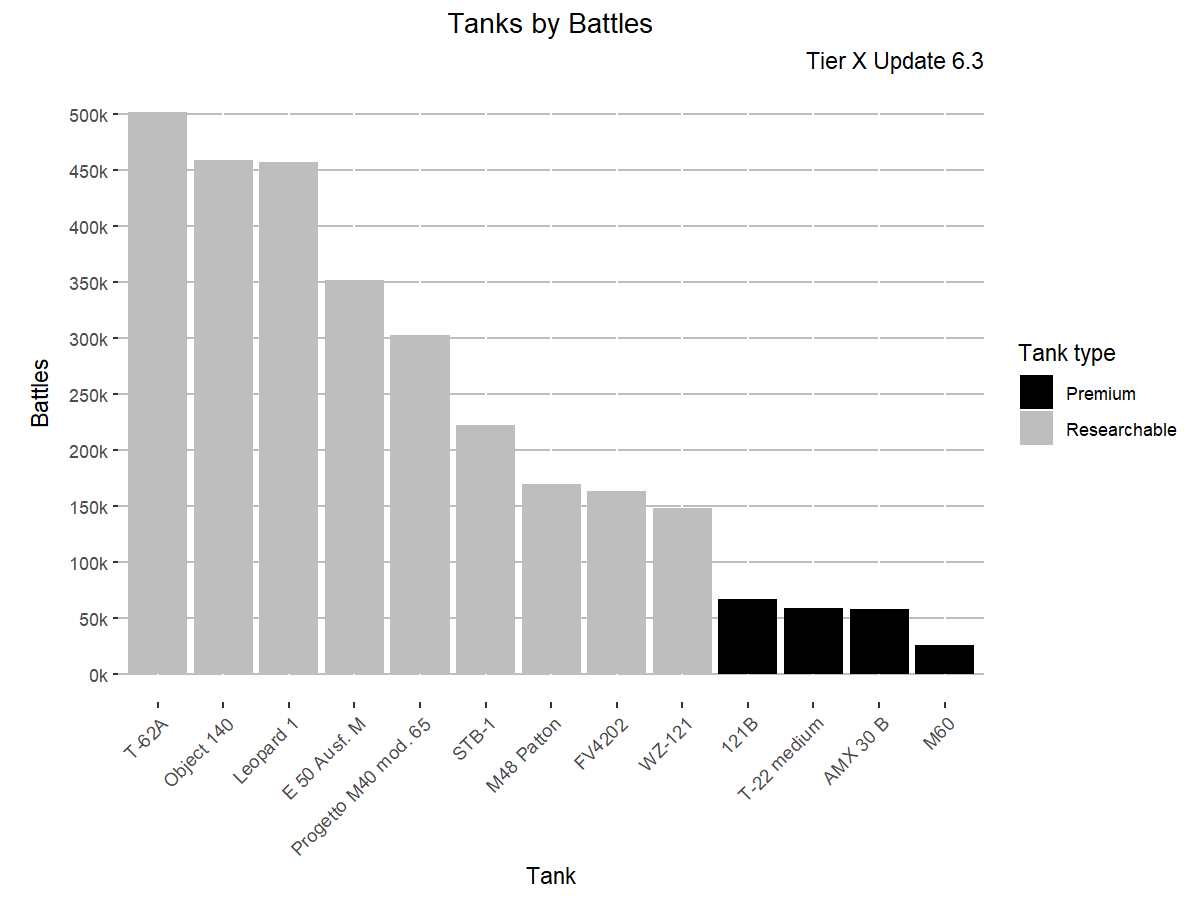 Tanks by Battles
Tier X Update 6.3
500k
450k
400k
350k
300k
250k
200k
150k
100k
50k
0k
Battles
T-62A
Object 140
Leopard 1
E 50 Ausf. M
Progetto M40 mod. 65
STB-1
M48 Patton
FV4202
WZ-121
121B
T-22 medium
AMX 30 B
M60
Tank
Tank type
Premium
Researchable